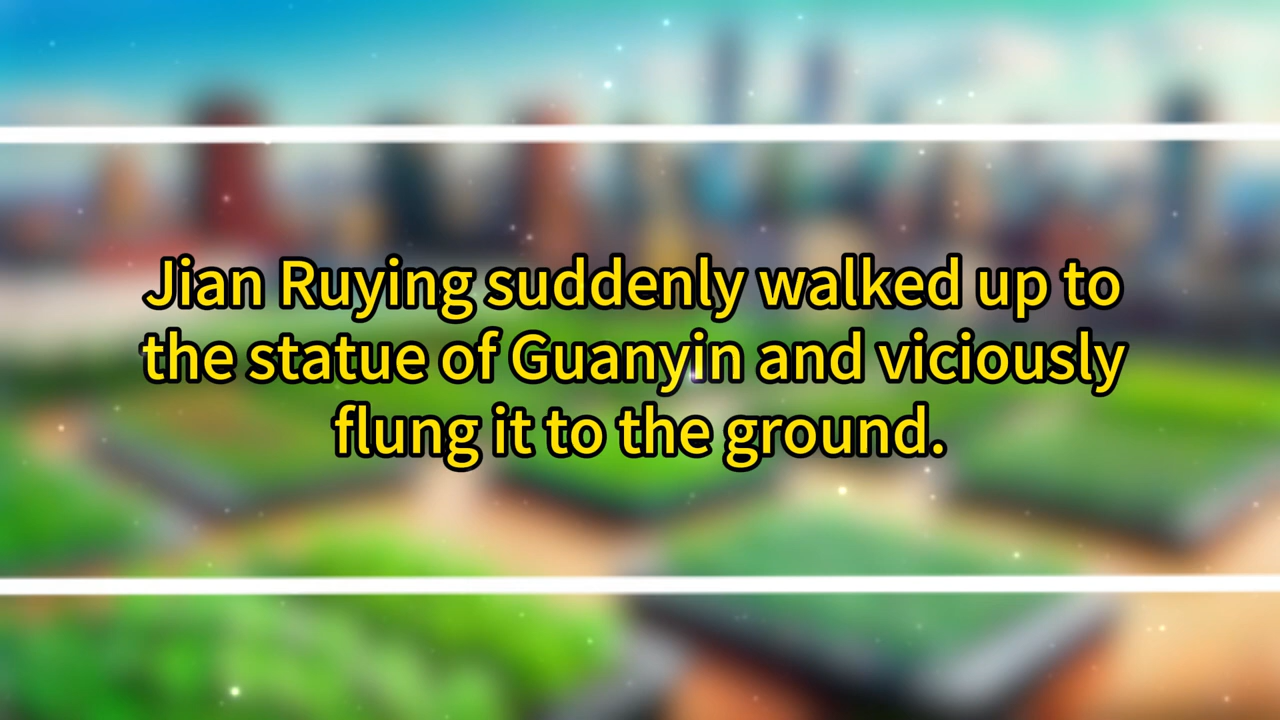 Jian Ruying suddenly walked up to
the statue of Guanyin and viciously
flung it to the ground.